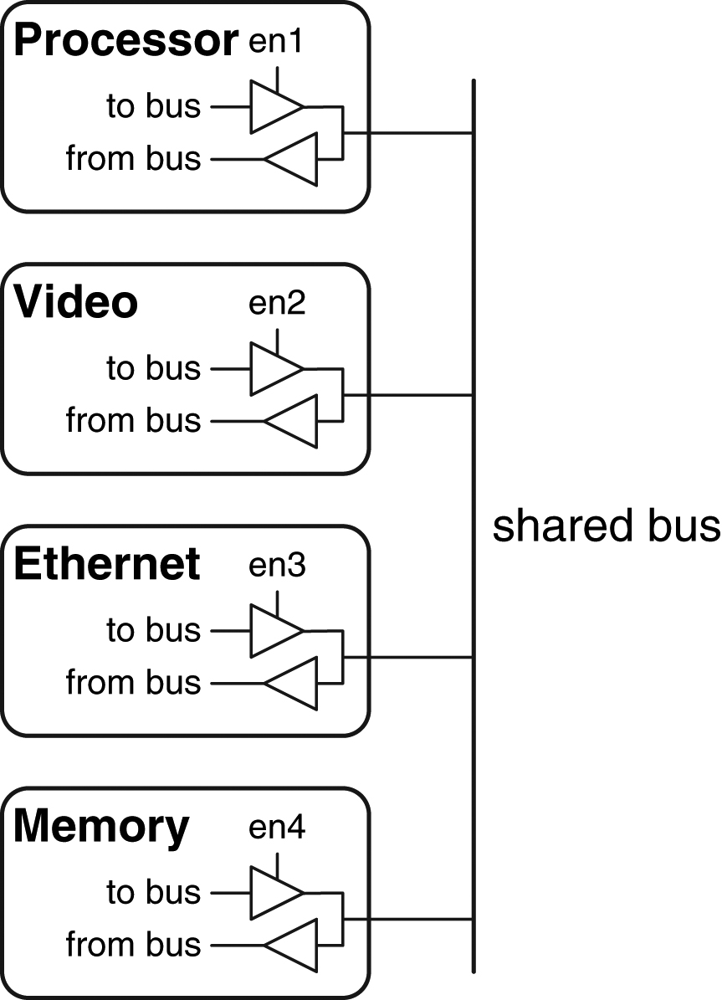 Processor en1
to bus
from bus
Video
en2
to bus
from bus
shared bus
Ethernet
en3
to bus
from bus
Memory
en4
to bus
from bus